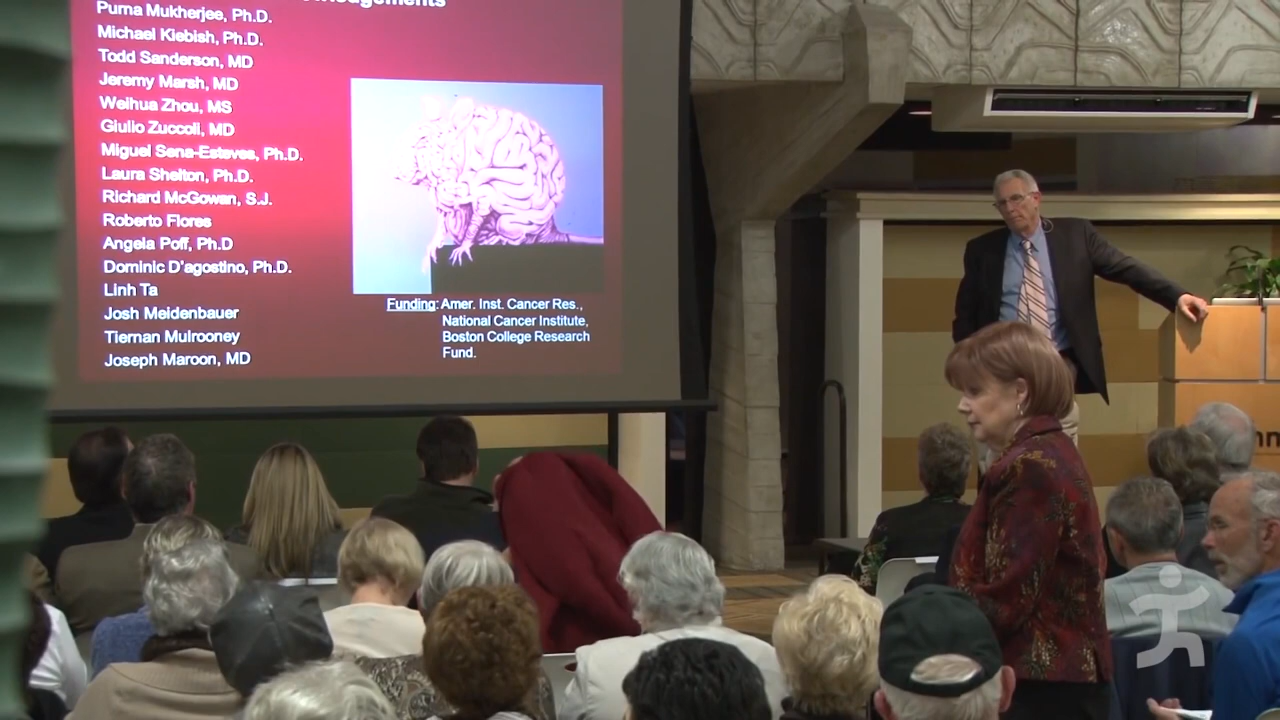 Purna Mukherjee, Ph.D.
Michael Kiebish, Ph.D.
Todd Sanderson, MD
Jeremy Marsh, MD
Weihua Zhou, MS
Giulio Zuccoli, MD
Miguel Sena-Esteves, Ph.D.
Laura Shelton, Ph.D.
Richard McGowan, S.J.
Roberto Flores
Angela Poff, Ph.D
Dominic D'agostino, Ph.D.
Linh Ta
Josh Meidenbauer
Tiernan Mulrooney
Joseph Maroon, MD
Funding: Amer. Inst. Cancer Res.,
National Cancer Institute,
Boston College Research
Fund.